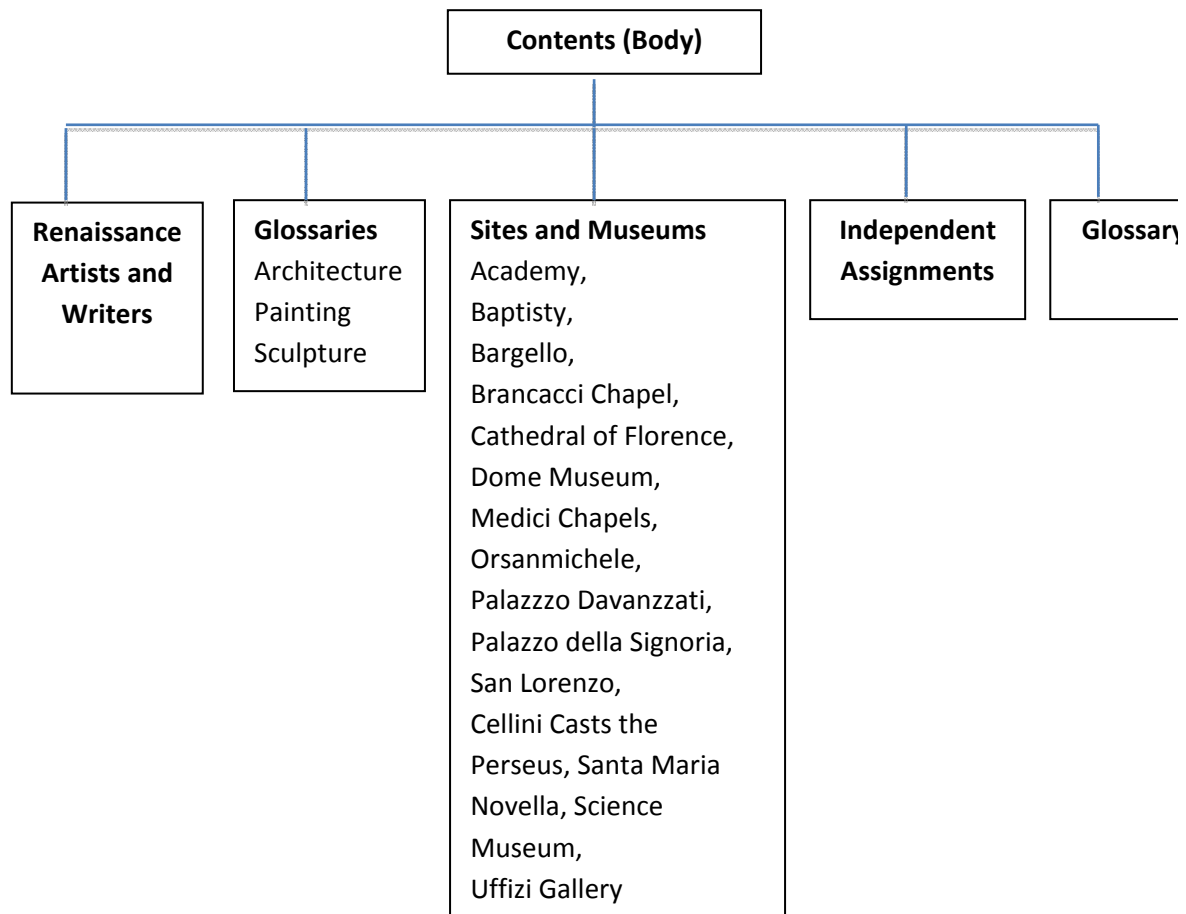 Contents (Body)
Renaissance
Artists and
Writers
Glossaries
Architecture
Painting
Sculpture
Sites and Museums
Academy,
Baptisty,
Bargello,
Brancacci Chapel,
Cathedral of Florence,
Dome Museum,
Medici Chapels,
Orsanmichele,
Palazzzo Davanzzati,
Palazzo della Signoria,
San Lorenzo,
Cellini Casts the
Perseus, Santa Maria
Novella, Science
Museum,
Uffizi Gallery
Independent
Assignments
Glossary